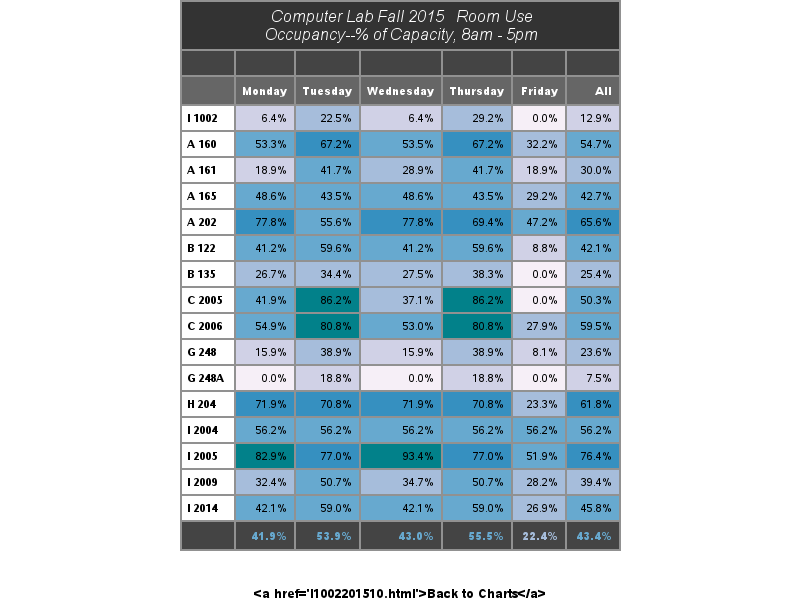 Computer Lab Fall 2015 Room Use
Occupancy--% of Capacity, 8am - 5pm
Monday Tuesday Wednesday Thursday Friday All
I 1002 6.4% 22.5% 6.4% 29.2% 0.0% 12.9%
A 160 53.3% 67.2% 53.5% 67.2% 32.2% 54.7%
A 161 18.9% 41.7% 28.9% 41.7% 18.9% 30.0%
A 165 48.6% 43.5% 48.6% 43.5% 29.2% 42.7%
A 202 77.8% 55.6% 77.8% 69.4% 47.2% 65.6%
B 122 41.2% 59.6% 41.2% 59.6% 8.8% 42.1%
B 135 26.7% 34.4% 27.5% 38.3% 0.0% 25.4%
C 2005 41.9% 86.2% 37.1% 86.2% 0.0% 50.3%
C 2006 54.9% 80.8% 53.0% 80.8% 27.9% 59.5%
G 248 15.9% 38.9% 15.9% 38.9% 8.1% 23.6%
G 248A 0.0% 18.8% 0.0% 18.8% 0.0% 7.5%
H 204 71.9% 70.8% 71.9% 70.8% 23.3% 61.8%
I 2004 56.2% 56.2% 56.2% 56.2% 56.2% 56.2%
I 2005 82.9% 77.0% 93.4% 77.0% 51.9% 76.4%
I 2009 32.4% 50.7% 34.7% 50.7% 28.2% 39.4%
I 2014 42.1% 59.0% 42.1% 59.0% 26.9% 45.8%
41.9% 53.9% 43.0% 55.5% 22.4% 43.4%
<a href='I1002201510.html'>Back to Charts</a>